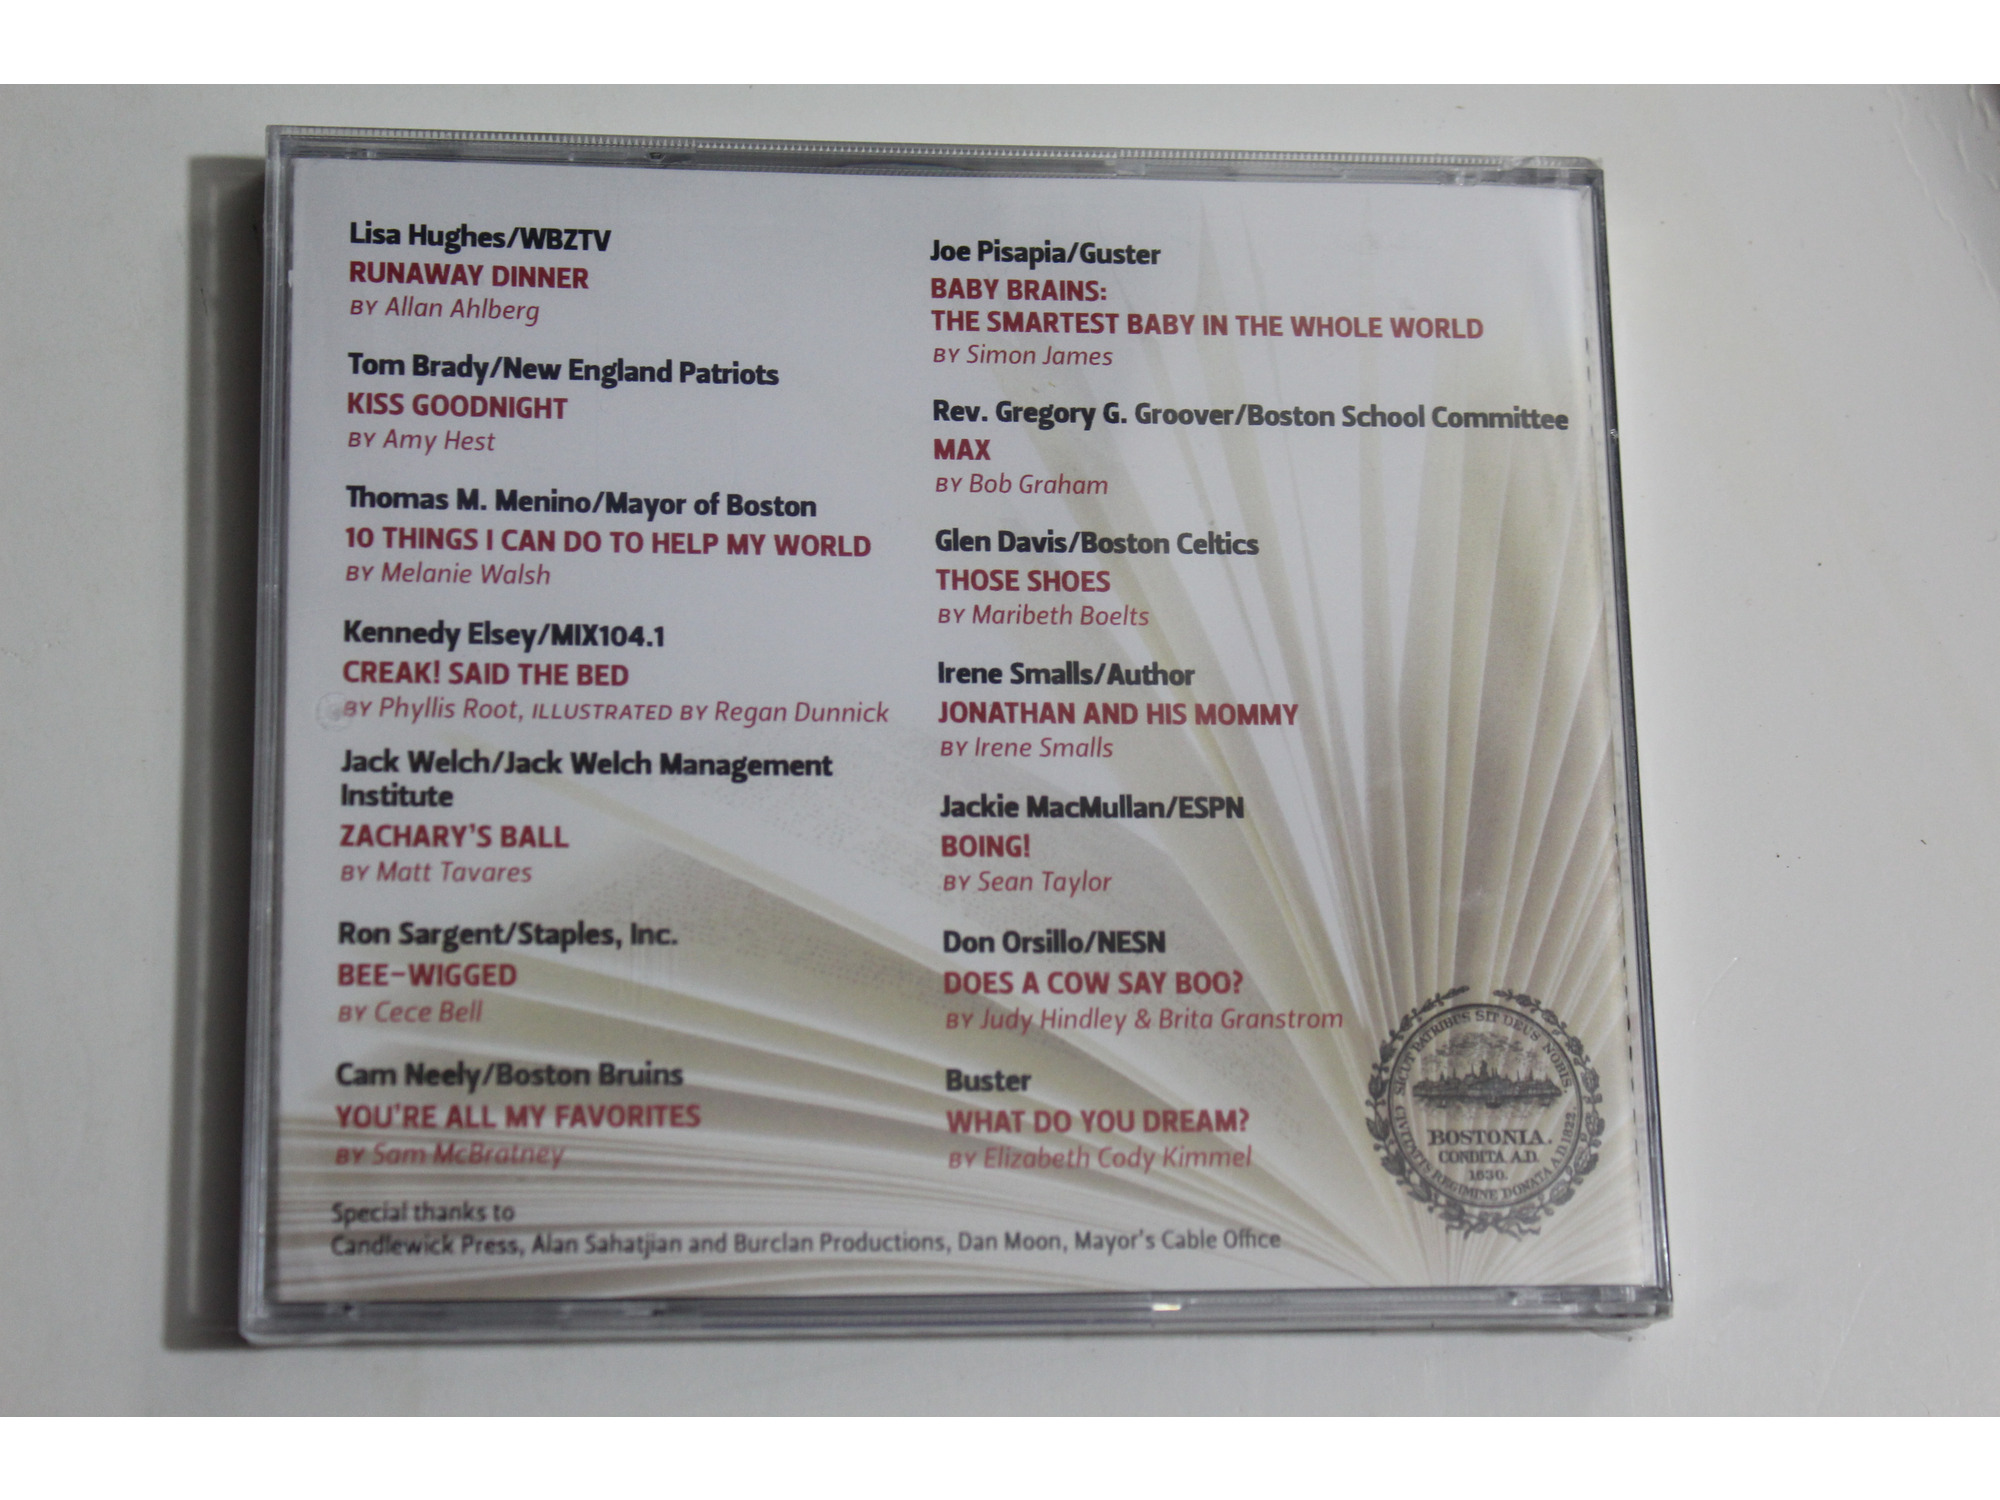 Lisa Hughes/WBZTV
RUNAWAY DINNER
BY Allan Ahlberg
Tom Brady/New England Patriots
KISS GOODNIGHT
BY Amy Hest
Thomas M. Menino/Mayor of Boston
10 THINGS I CAN DO TO HELP MY WORLD
BY Melanie Walsh
Kennedy Elsey/MIX104.1
CREAK! SAID THE BED
BY Phyllis Root, ILLUSTRATED BY Regan Dunnick
Jack Welch/Jack Welch Management
Institute
ZACHARY'S BALL
BY Matt Tavares
Ron Sargent/Staples, Inc.
BEE-WIGGED
BY Cece Bell
Cam Neely/Boston Bruins
YOU'RE ALL MY FAVORITES
BY Sam McBratney
Joe Pisapia/Guster
BABY BRAINS:
THE SMARTEST BABY IN THE WHOLE WORLD
BY Simon James
Rev. Gregory G. Groover/Boston School Committee
MAX
BY Bob Graham
Glen Davis/Boston Celtics
THOSE SHOES
BY Maribeth Boelts
Irene Smalls/Author
JONATHAN AND HIS MOMMY
BY Irene Smalls
Jackie MacMullan/ESPN
BOING!
BY Sean Taylor
Don Orsillo/NESN
DOES A COW SAY BOO?
BY Judy Hindley & Brita Granstrom
Buster
WHAT DO YOU DREAM?
BY Elizabeth Cody Kimmel
Special thanks to
Candlewick Press, Alan Sahatjian and Burclan Productions, Dan Moon, Mayor's Cable Office
SICUT PATRIBUS SIT DEUS NOBIS.
CIVITATIS REGIMINE DONATA A.D. 1822.
BOSTONIA.
CONDITA A.D.
1630.